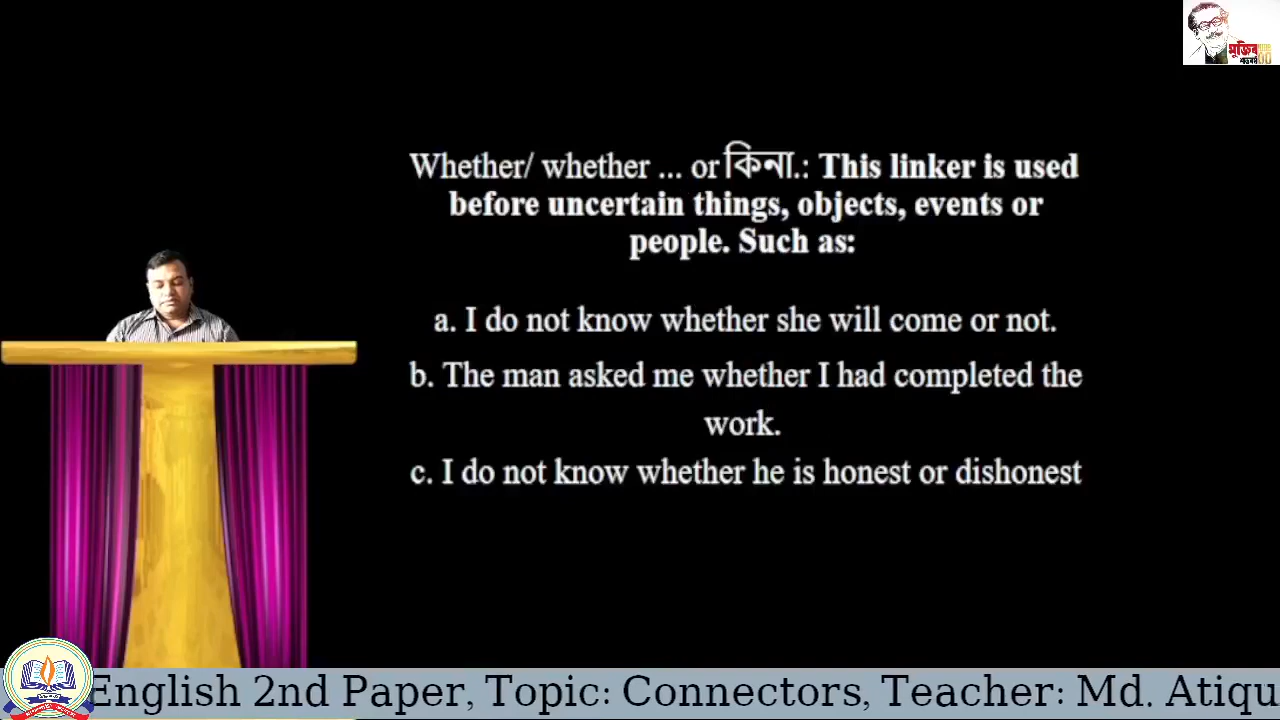 মুজিব
শতবর্ষ
100
Whether/ whether ... or কিনা.: This linker is used
before uncertain things, objects, events or
people. Such as:
a. I do not know whether she will come or not.
b. The man asked me whether I had completed the
work.
c. I do not know whether he is honest or dishonest
English 2nd Paper, Topic: Connectors, Teacher: Md. Atiqu